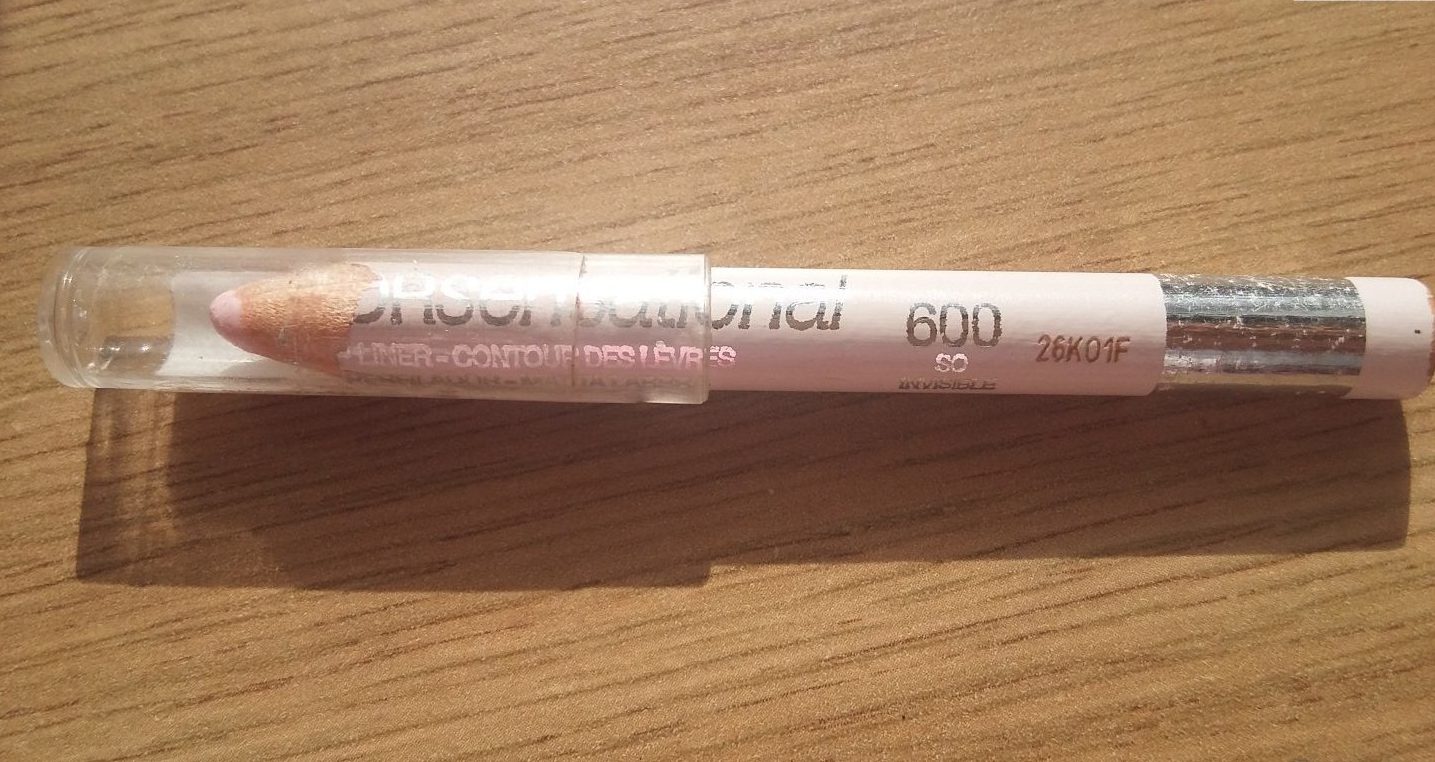 ORsensational
LINER - CONTOUR DES LÈVRES
600
SO
INVISIBLE
26K01F